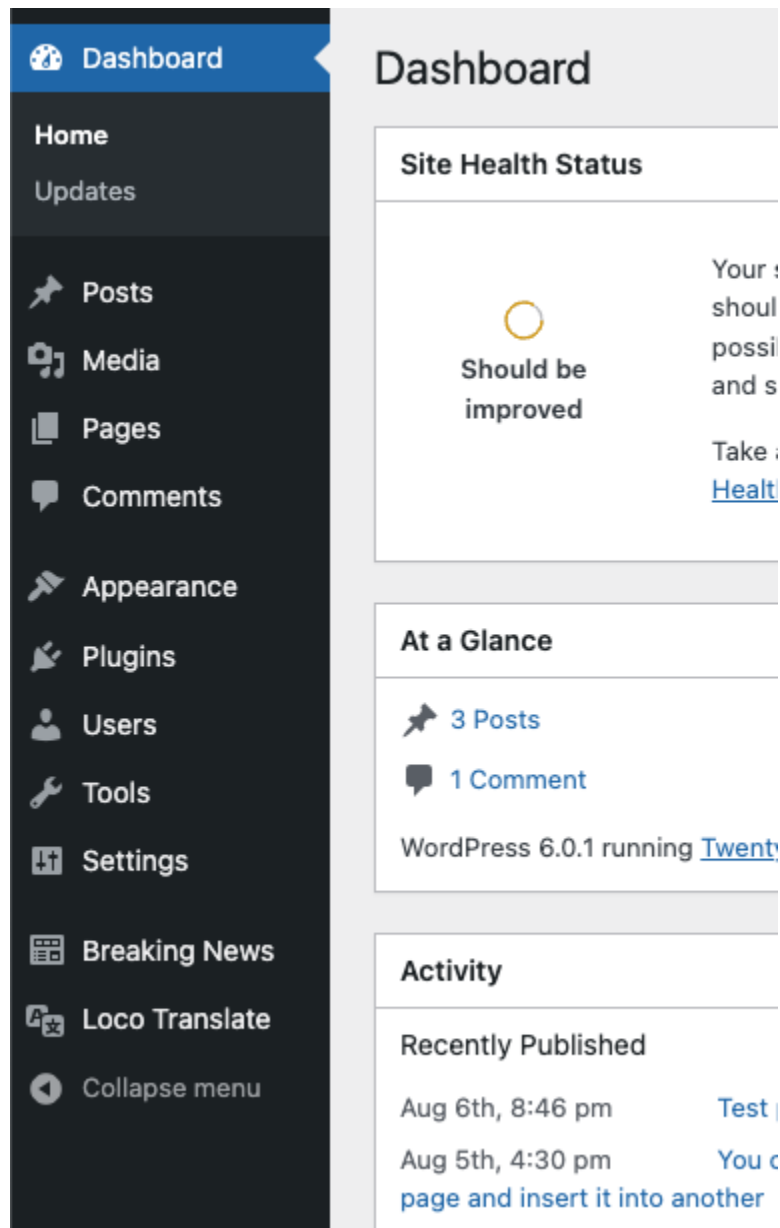 Dashboard
Home
Updates
Posts
Media
Pages
Comments
Appearance
Plugins
Users
Tools
Settings
Breaking News
Loco Translate
Collapse menu
Dashboard
Site Health Status
Should be
improved
Your
Take
and
At a Glance
3 Posts
1 Comment
WordPress 6.0.1 running
Activity
Recently Published
Aug 6th, 8:46 pm Test
Aug 5th, 4:30 pm You
page and insert it into another